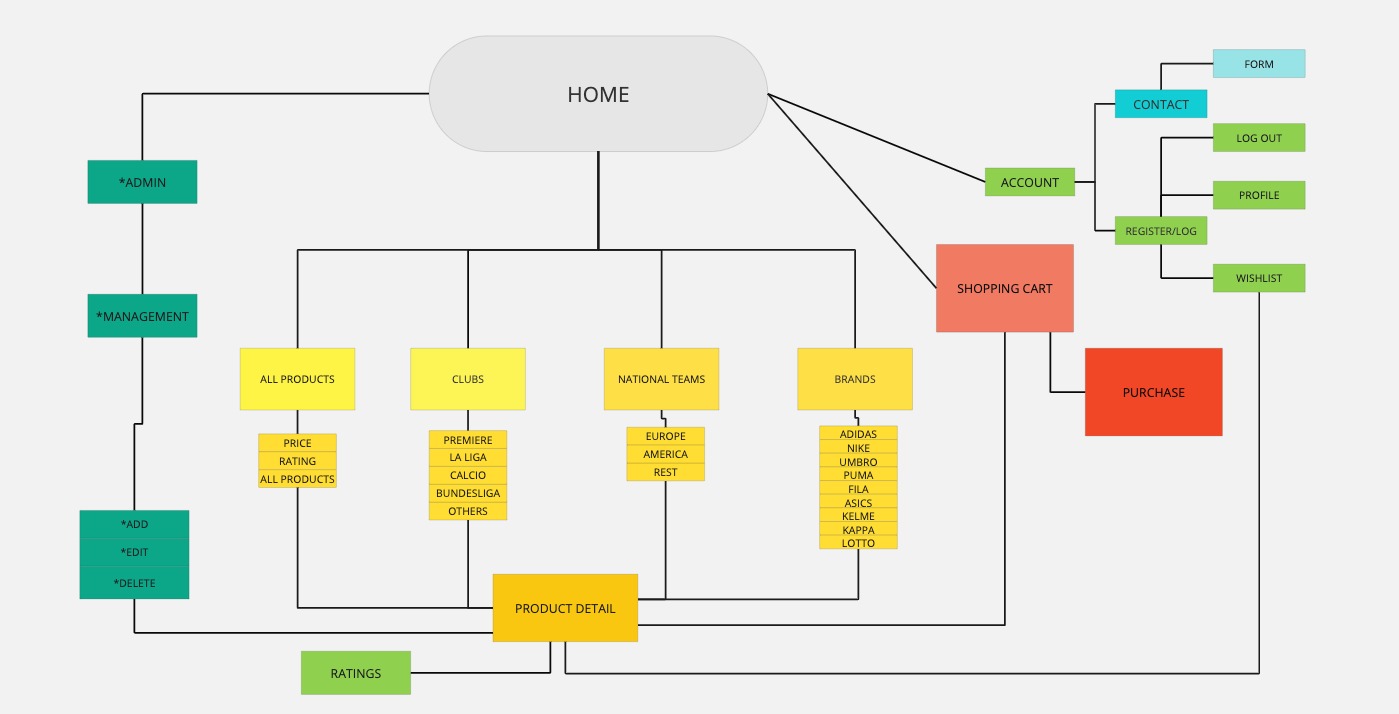 HOME
FORM
CONTACT
LOG OUT
*ADMIN
ACCOUNT
PROFILE
REGISTER/LOG
WISHLIST
SHOPPING CART
*MANAGEMENT
ALL PRODUCTS
CLUBS
NATIONAL TEAMS
BRANDS
PURCHASE
PRICE
RATING
ALL PRODUCTS
PREMIERE
LA LIGA
CALCIO
BUNDESLIGA
OTHERS
EUROPE
AMERICA
REST
ADIDAS
NIKE
UMBRO
PUMA
FILA
ASICS
KELME
KAPPA
LOTTO
*ADD
*EDIT
*DELETE
PRODUCT DETAIL
RATINGS